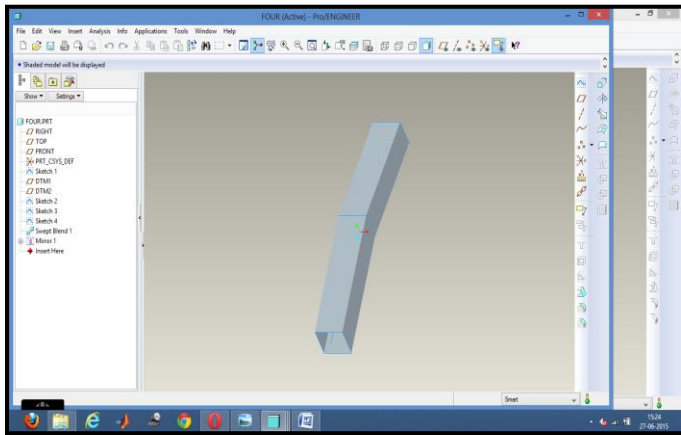 FOUR (Active) - Pro/ENGINEER
File Edit View Insert Analysis Info Applications Tools Window Help
• Shaded model will be displayed
Show Settings
FOUR.PRT
RIGHT
TOP
FRONT
PRT_CSYS_DEF
Sketch 1
DTM1
DTM2
Sketch 2
Sketch 3
Sketch 4
Swept Blend 1
Mirror 1
Insert Here
Smart
15:24
27-06-2015